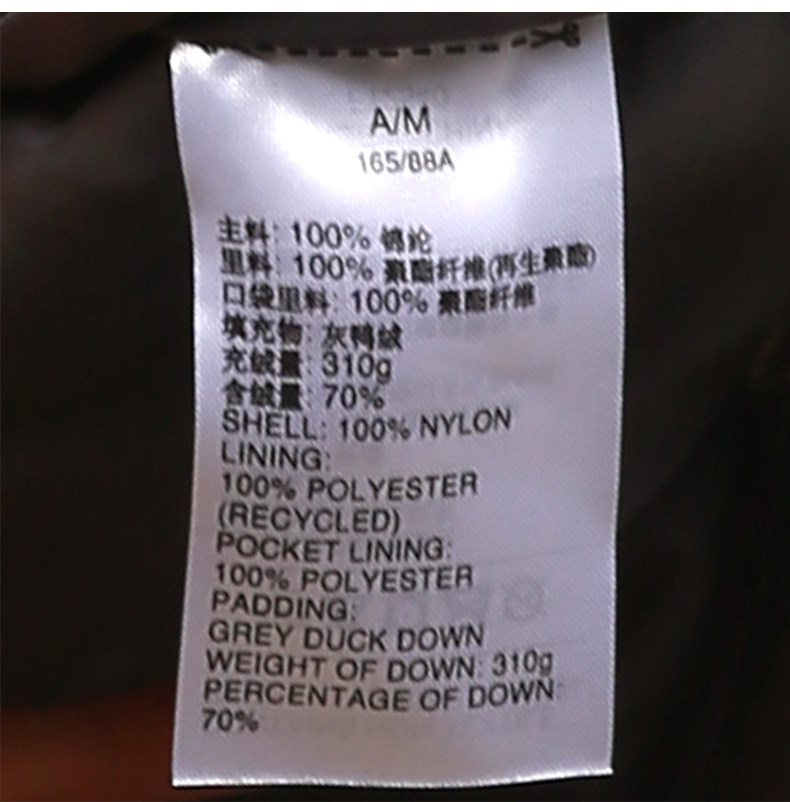 A/M
165/88A
主料: 100% 锦纶
里料: 100% 聚酯纤维(再生聚酯)
口袋里料: 100% 聚酯纤维
填充物: 灰鸭绒
充绒量: 310g
含绒量: 70%
SHELL: 100% NYLON
LINING:
100% POLYESTER
(RECYCLED)
POCKET LINING:
100% POLYESTER
PADDING:
GREY DUCK DOWN
WEIGHT OF DOWN: 310g
PERCENTAGE OF DOWN:
70%